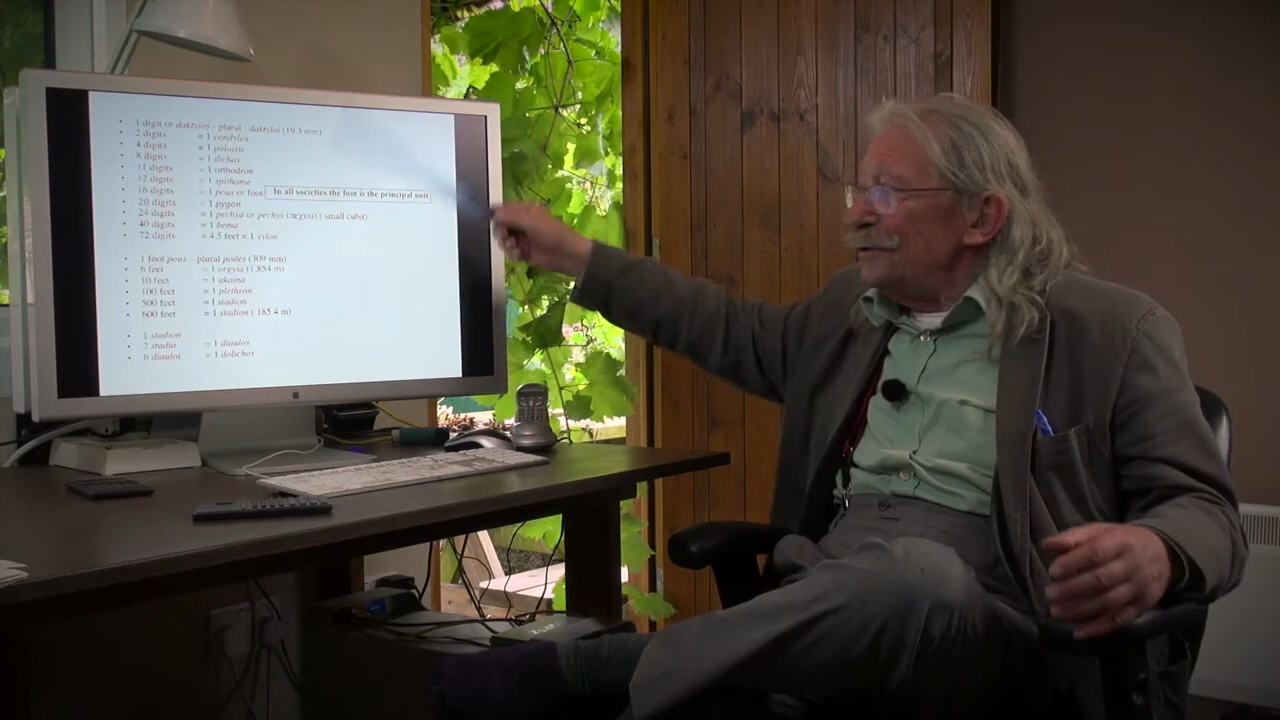 • 1 digit or daktylos - plural : daktylos (19.3 mm)
• 2 digits = 1 condylos
• 4 digits = 1 palaiste
• 8 digits = 1 dichas
• 11 digits = 1 orthodron
• 12 digits = 1 spithame
• 16 digits = 1 pous or foot In all societies the foot is the principal unit
• 20 digits = 1 pygon
• 24 digits = 1 pechya or pechys ( small cubit)
• 40 digits = 1 bema
• 72 digits = 4.5 feet = 1 xylon
• 1 foot pous - plural podes (309 mm)
• 6 feet = 1 orgyia (1.854 m)
• 10 feet = 1 akaina
• 100 feet = 1 plethron
• 500 feet = 1 stadion
• 600 feet = 1 stadion ( 185.4 m)
• 1 stadion
• 2 stadia = 1 diaulos
• 6 diauloi = 1 dolichos